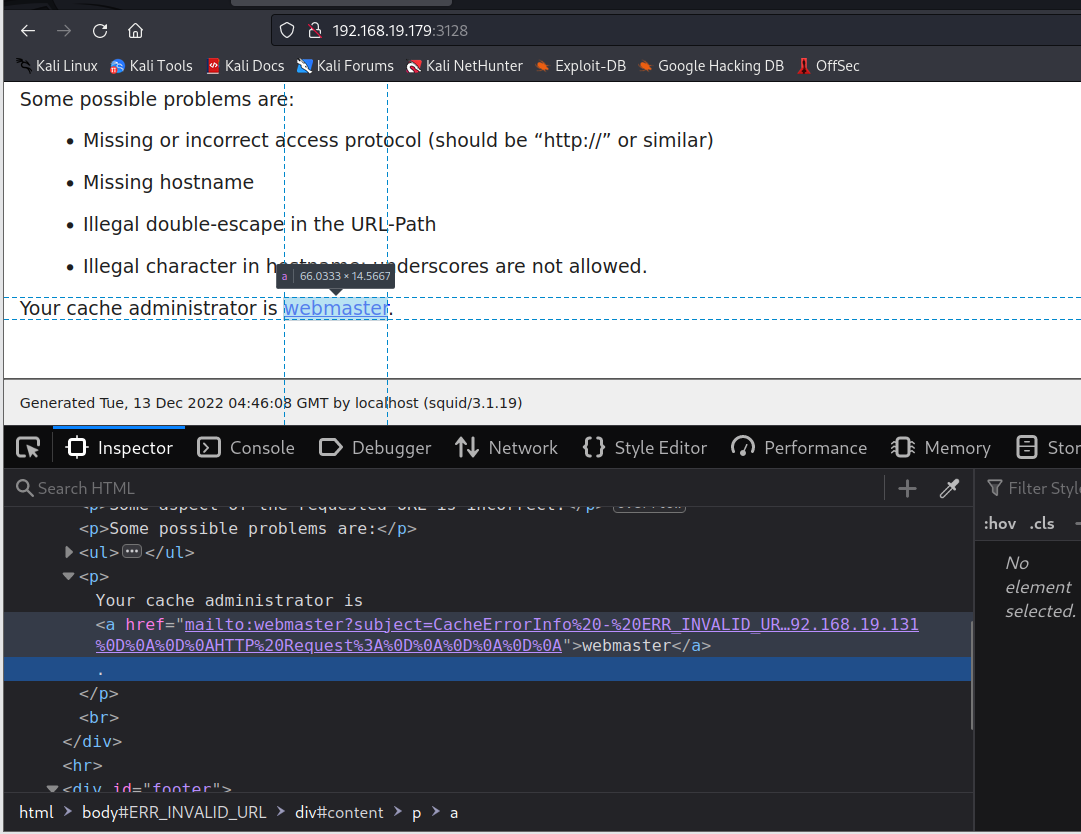 192.168.19.179:3128
Kali Linux Kali Tools Kali Docs Kali Forums Kali NetHunter Exploit-DB Google Hacking DB OffSec
Some possible problems are:
• Missing or incorrect access protocol (should be “http://” or similar)
• Missing hostname
• Illegal double-escape in the URL-Path
• Illegal character in hostname; underscores are not allowed.
a 66.0333 × 14.5667
Your cache administrator is webmaster.
Generated Tue, 13 Dec 2022 04:46:08 GMT by localhost (squid/3.1.19)
Inspector Console Debugger Network Style Editor Performance Memory Stor
Search HTML Filter Style
<p>Some aspect of the requested URL is incorrect.</p> overflow
:hov .cls
<p>Some possible problems are:</p>
<ul>•••</ul>
<p>
No element selected.
Your cache administrator is
<a href="mailto:webmaster?subject=CacheErrorInfo%20-%20ERR_INVALID_UR…92.168.19.131
%0D%0A%0D%0AHTTP%20Request%3A%0D%0A%0D%0A%0D%0A">webmaster</a>
.
</p>
<br>
</div>
<hr>
<div id="footer">
html > body#ERR_INVALID_URL > div#content > p > a